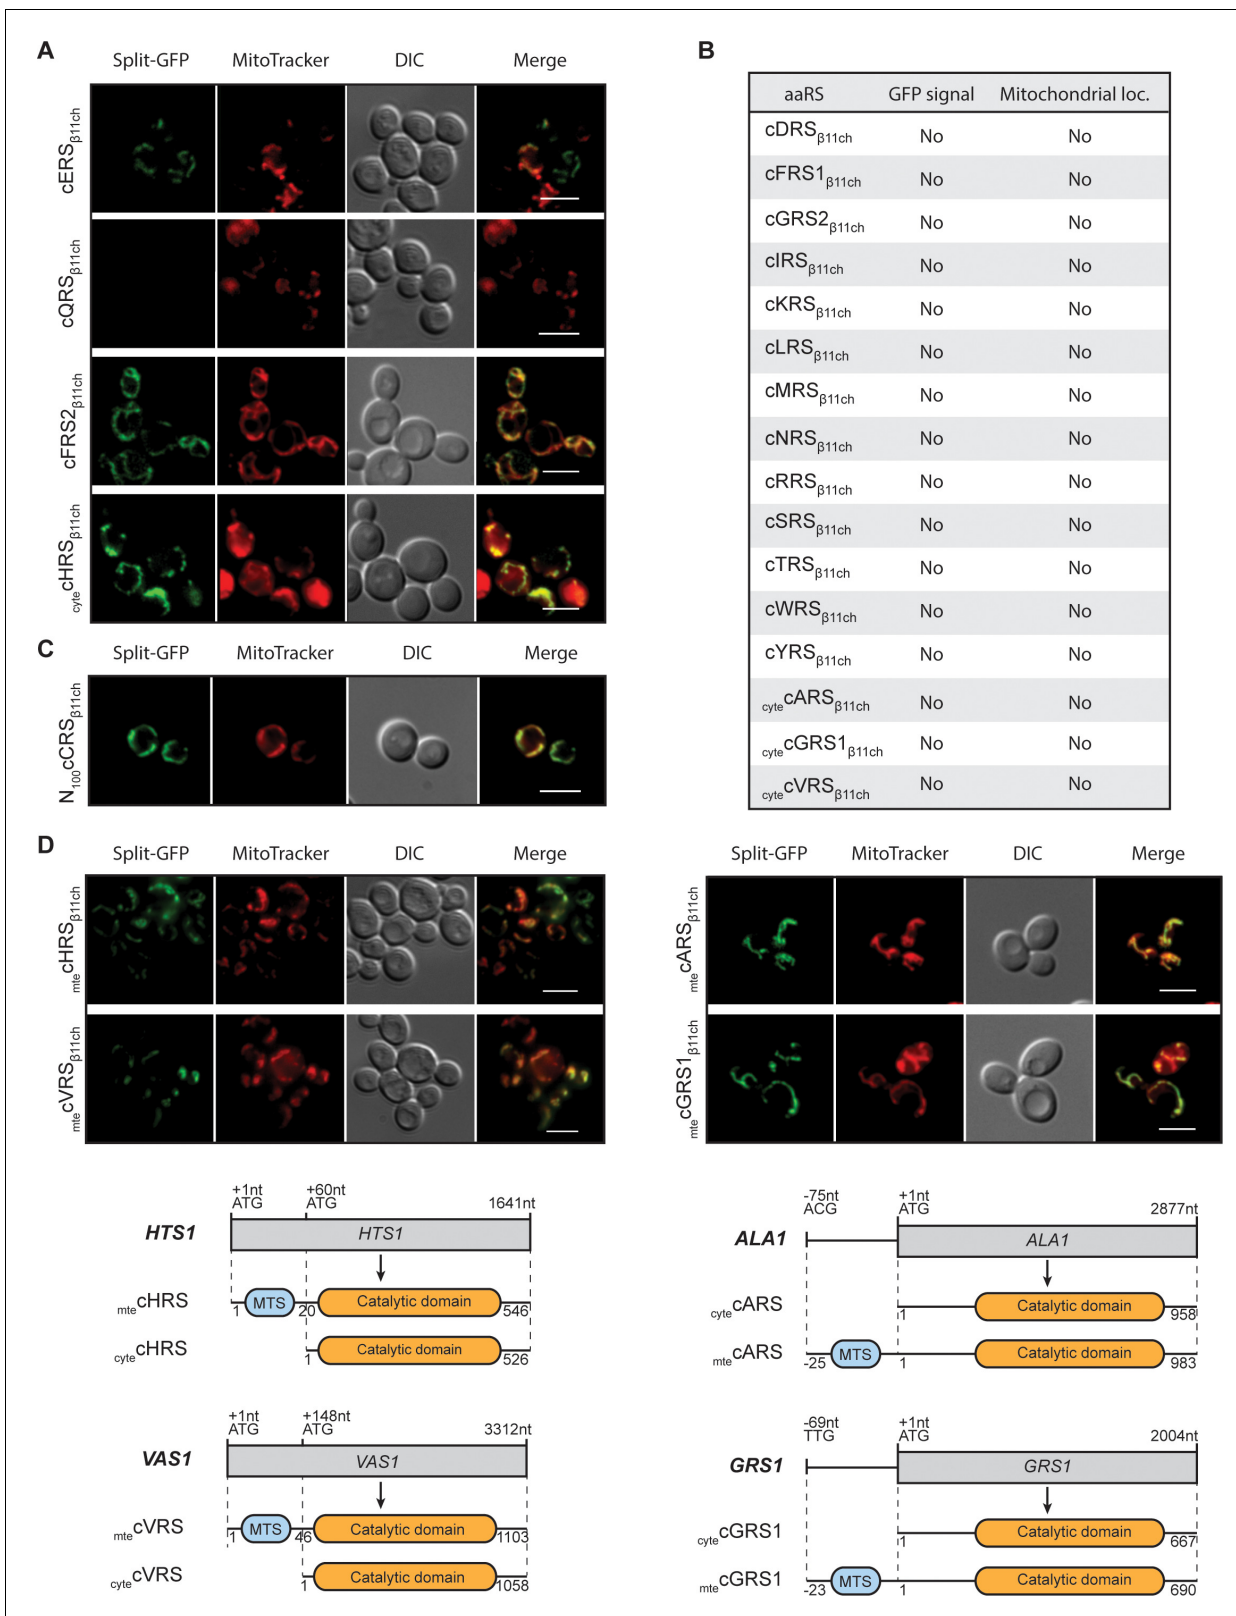 A
Split-GFP MitoTracker DIC Merge
cERSβ11ch
cQRSβ11ch
cFRS2β11ch
cytecHRSβ11ch
B
aaRS GFP signal Mitochondrial loc.
cDRSβ11ch No No
cFRS1β11ch No No
cGRS2β11ch No No
cIRSβ11ch No No
cKRSβ11ch No No
cLRSβ11ch No No
cMRSβ11ch No No
cNRSβ11ch No No
cRRSβ11ch No No
cSRSβ11ch No No
cTRSβ11ch No No
cWRSβ11ch No No
cYRSβ11ch No No
cytecARSβ11ch No No
cytecGRS1β11ch No No
cytecVRSβ11ch No No
C
Split-GFP MitoTracker DIC Merge
N100cCRSβ11ch
D
Split-GFP MitoTracker DIC Merge
mtecHRSβ11ch
mtecVRSβ11ch
Split-GFP MitoTracker DIC Merge
mtecARSβ11ch
mtecGRS1β11ch
+1nt +60nt
ATG ATG 1641nt
HTS1 HTS1
mtecHRS 1 MTS 20 Catalytic domain 546
cytecHRS 1 Catalytic domain 526
-75nt +1nt
ACG ATG 2877nt
ALA1 ALA1
cytecARS 1 Catalytic domain 958
mtecARS -25 MTS 1 Catalytic domain 983
+1nt +148nt
ATG ATG 3312nt
VAS1 VAS1
mtecVRS 1 MTS 46 Catalytic domain 1103
cytecVRS 1 Catalytic domain 1058
-69nt +1nt
TTG ATG 2004nt
GRS1 GRS1
cytecGRS1 1 Catalytic domain 667
mtecGRS1 -23 MTS 1 Catalytic domain 690